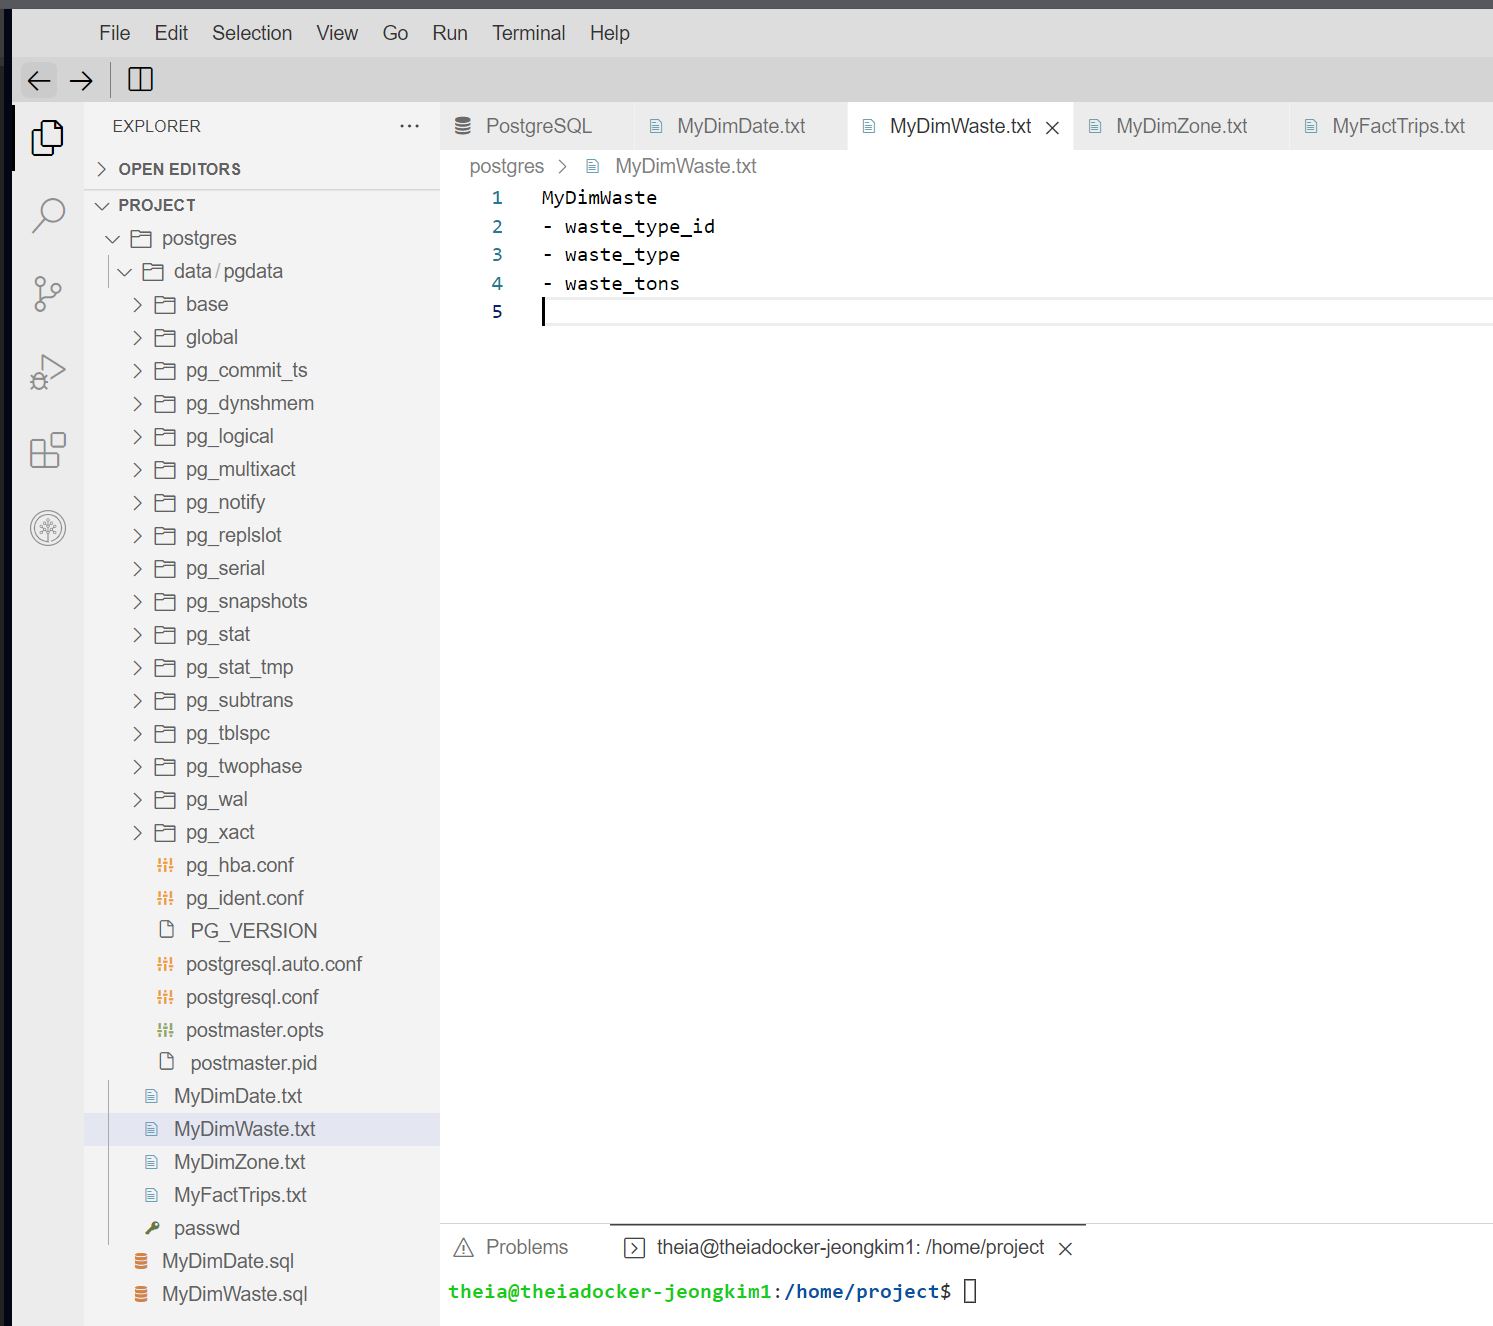 File Edit Selection View Go Run Terminal Help
EXPLORER
OPEN EDITORS
PROJECT
postgres
data/pgdata
base
global
pg_commit_ts
pg_dynshmem
pg_logical
pg_multixact
pg_notify
pg_replslot
pg_serial
pg_snapshots
pg_stat
pg_stat_tmp
pg_subtrans
pg_tblspc
pg_twophase
pg_wal
pg_xact
pg_hba.conf
pg_ident.conf
PG_VERSION
postgresql.auto.conf
postgresql.conf
postmaster.opts
postmaster.pid
MyDimDate.txt
MyDimWaste.txt
MyDimZone.txt
MyFactTrips.txt
passwd
MyDimDate.sql
MyDimWaste.sql
PostgreSQL MyDimDate.txt MyDimWaste.txt MyDimZone.txt MyFactTrips.txt
postgres > MyDimWaste.txt
1 MyDimWaste
2 - waste_type_id
3 - waste_type
4 - waste_tons
5
Problems theia@theiadocker-jeongkim1: /home/project
theia@theiadocker-jeongkim1:/home/project$